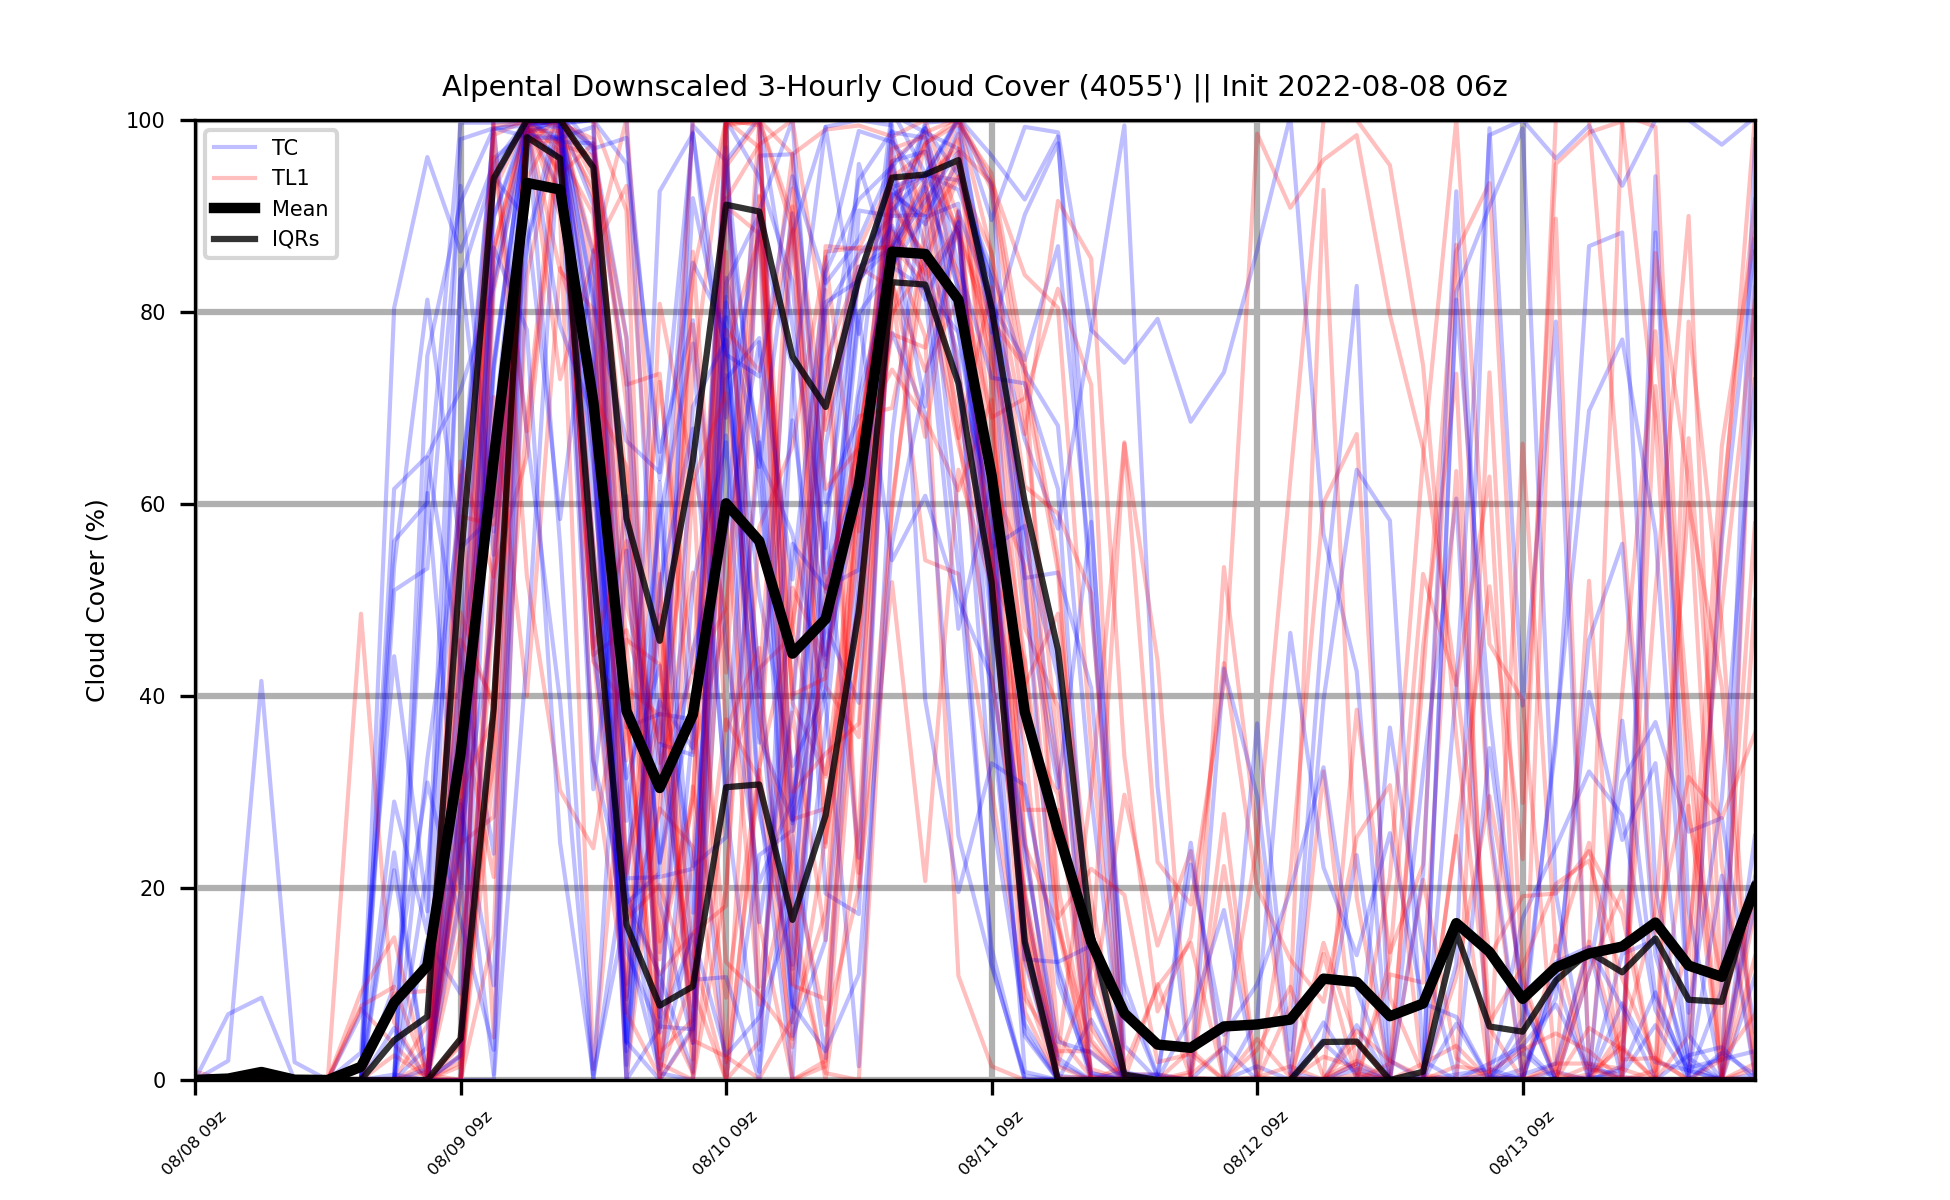 Alpental Downscaled 3-Hourly Cloud Cover (4055') || Init 2022-08-08 06z
100
80
60
40
20
0
Cloud Cover (%)
TC
TL1
Mean
IQRs
08/08 09z
08/09 09z
08/10 09z
08/11 09z
08/12 09z
08/13 09z